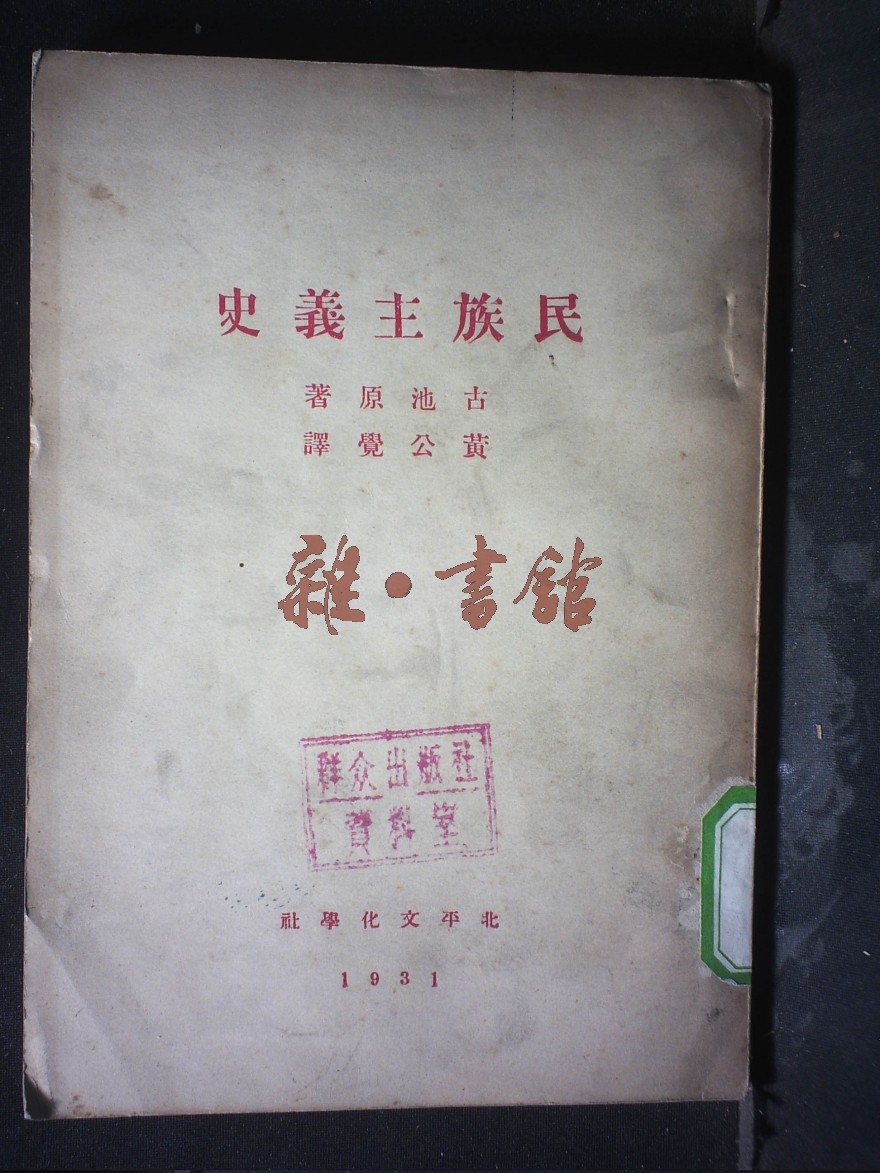 民族主義史
古池原著
黄公覺譯
雜·書館
群众出版社
資料室
北平文化學社
1931